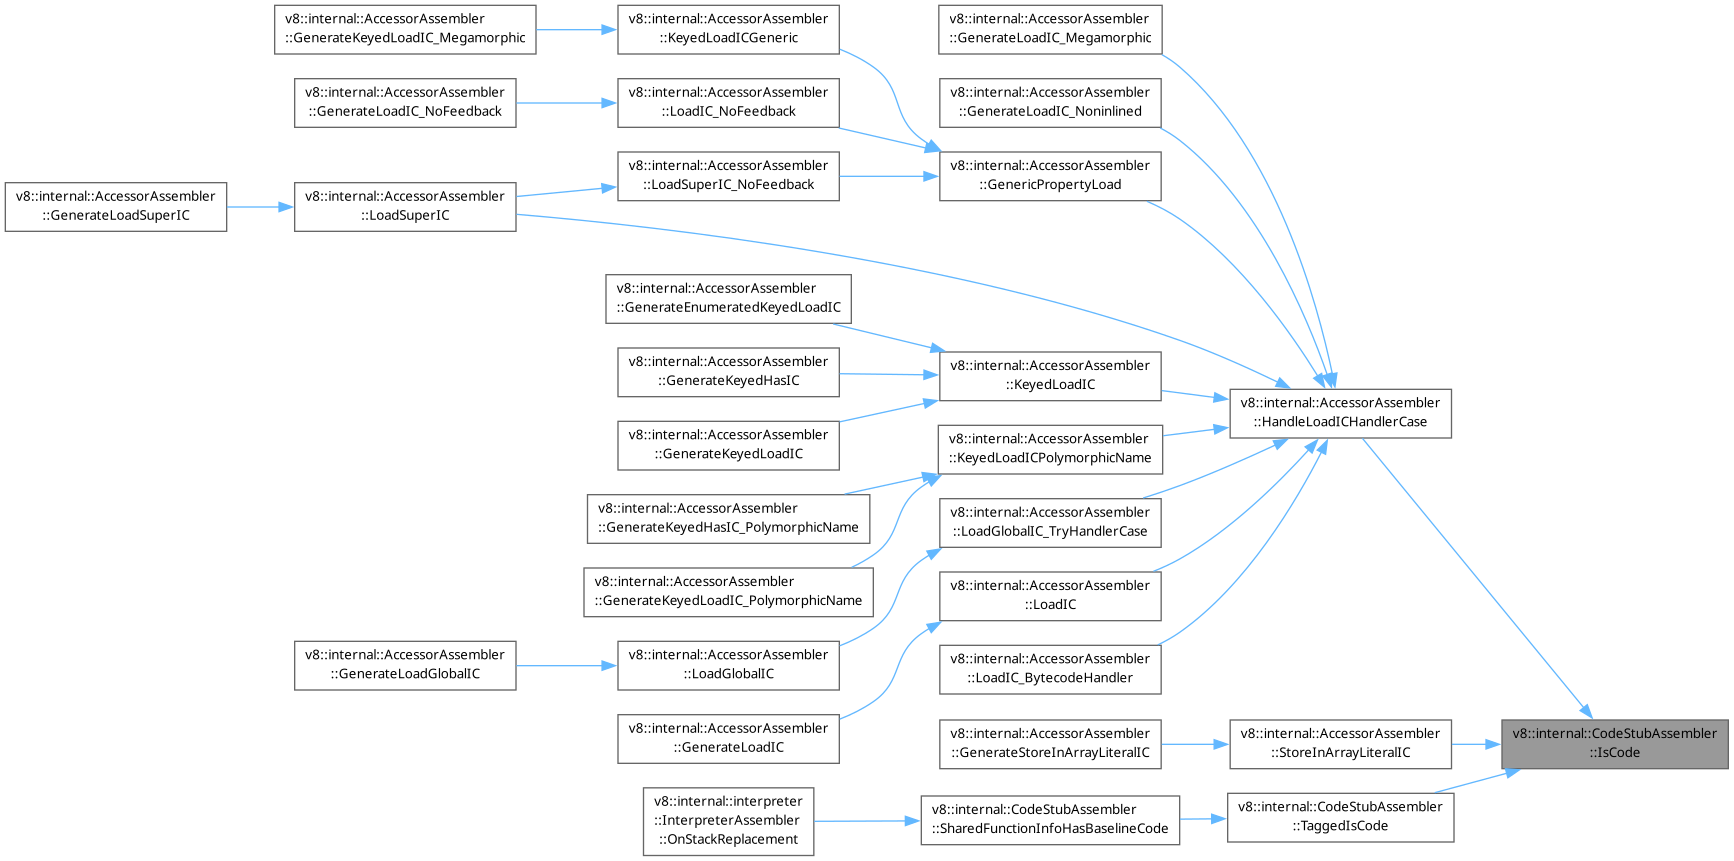 v8::internal::AccessorAssembler
::GenerateKeyedLoadIC_Megamorphic
v8::internal::AccessorAssembler
::KeyedLoadICGeneric
v8::internal::AccessorAssembler
::GenerateLoadIC_Megamorphic
v8::internal::AccessorAssembler
::GenerateLoadIC_NoFeedback
v8::internal::AccessorAssembler
::LoadIC_NoFeedback
v8::internal::AccessorAssembler
::GenerateLoadIC_Noninlined
v8::internal::AccessorAssembler
::GenerateLoadSuperIC
v8::internal::AccessorAssembler
::LoadSuperIC
v8::internal::AccessorAssembler
::LoadSuperIC_NoFeedback
v8::internal::AccessorAssembler
::GenericPropertyLoad
v8::internal::AccessorAssembler
::GenerateEnumeratedKeyedLoadIC
v8::internal::AccessorAssembler
::GenerateKeyedHasIC
v8::internal::AccessorAssembler
::KeyedLoadIC
v8::internal::AccessorAssembler
::HandleLoadICHandlerCase
v8::internal::AccessorAssembler
::GenerateKeyedLoadIC
v8::internal::AccessorAssembler
::KeyedLoadICPolymorphicName
v8::internal::AccessorAssembler
::GenerateKeyedHasIC_PolymorphicName
v8::internal::AccessorAssembler
::LoadGlobalIC_TryHandlerCase
v8::internal::AccessorAssembler
::GenerateKeyedLoadIC_PolymorphicName
v8::internal::AccessorAssembler
::LoadIC
v8::internal::AccessorAssembler
::GenerateLoadGlobalIC
v8::internal::AccessorAssembler
::LoadGlobalIC
v8::internal::AccessorAssembler
::LoadIC_BytecodeHandler
v8::internal::AccessorAssembler
::GenerateLoadIC
v8::internal::AccessorAssembler
::GenerateStoreInArrayLiteralIC
v8::internal::AccessorAssembler
::StoreInArrayLiteralIC
v8::internal::CodeStubAssembler
::IsCode
v8::internal::interpreter
::InterpreterAssembler
::OnStackReplacement
v8::internal::CodeStubAssembler
::SharedFunctionInfoHasBaselineCode
v8::internal::CodeStubAssembler
::TaggedIsCode